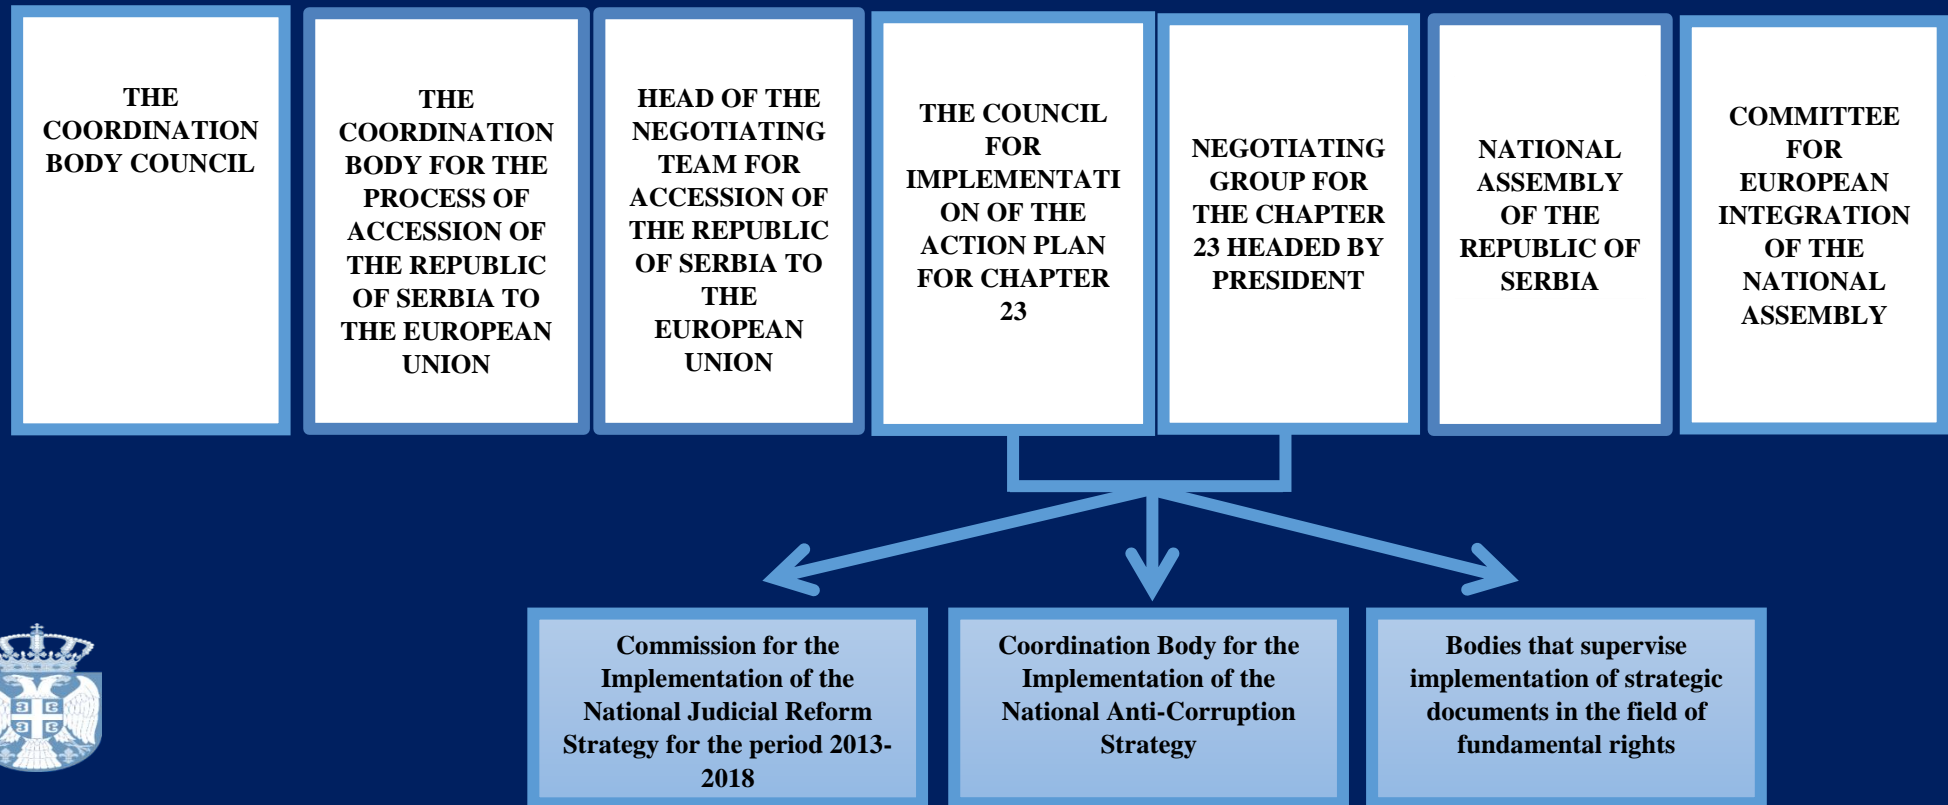 THE
COORDINATION
BODY COUNCIL
THE
COORDINATION
BODY FOR THE
PROCESS OF
ACCESSION OF
THE REPUBLIC
OF SERBIA TO
THE EUROPEAN
UNION
HEAD OF THE
NEGOTIATING
TEAM FOR
ACCESSION OF
THE REPUBLIC
OF SERBIA TO
THE
EUROPEAN
UNION
THE COUNCIL
FOR
IMPLEMENTATI
ON OF THE
ACTION PLAN
FOR CHAPTER
23
NEGOTIATING
GROUP FOR
THE CHAPTER
23 HEADED BY
PRESIDENT
NATIONAL
ASSEMBLY
OF THE
REPUBLIC OF
SERBIA
COMMITTEE
FOR
EUROPEAN
INTEGRATION
OF THE
NATIONAL
ASSEMBLY
Commission for the
Implementation of the
National Judicial Reform
Strategy for the period 2013-
2018
Coordination Body for the
Implementation of the
National Anti-Corruption
Strategy
Bodies that supervise
implementation of strategic
documents in the field of
fundamental rights